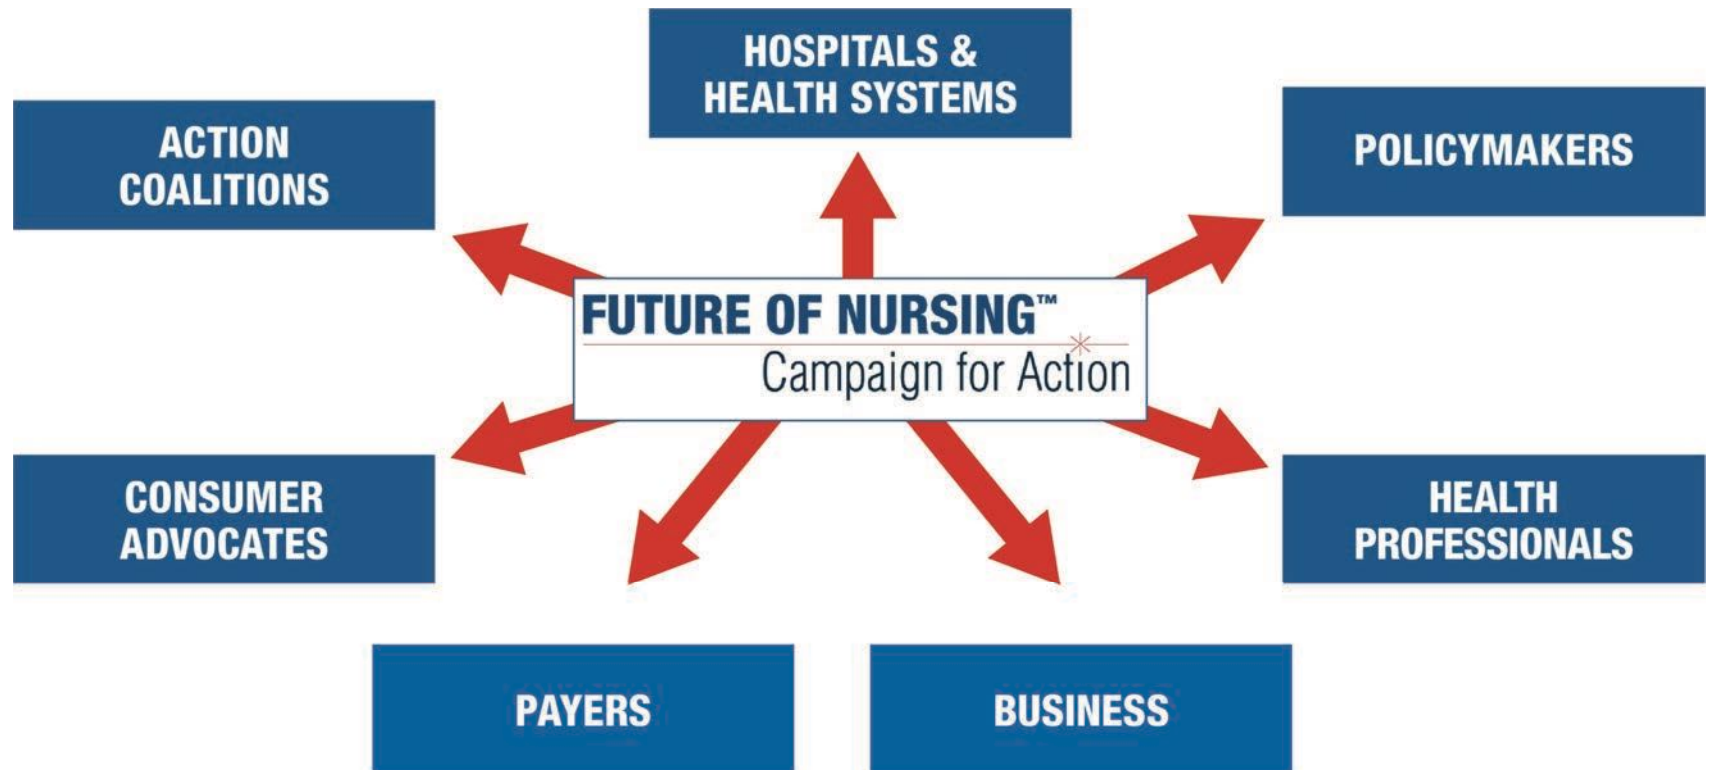 HOSPITALS &
HEALTH SYSTEMS
ACTION
COALITIONS
POLICYMAKERS
FUTURE OF NURSING™
Campaign for Action
CONSUMER
ADVOCATES
HEALTH
PROFESSIONALS
PAYERS
BUSINESS